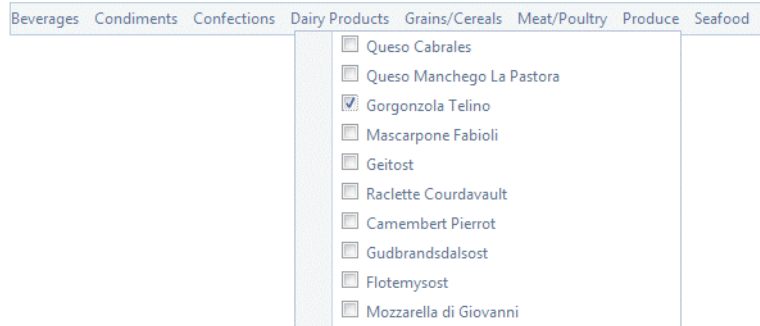 Beverages Condiments Confections Dairy Products Grains/Cereals Meat/Poultry Produce Seafood
Queso Cabrales
Queso Manchego La Pastora
Gorgonzola Telino
Mascarpone Fabioli
Geitost
Raclette Courdavault
Camembert Pierrot
Gudbrandsdalsost
Flotemysost
Mozzarella di Giovanni